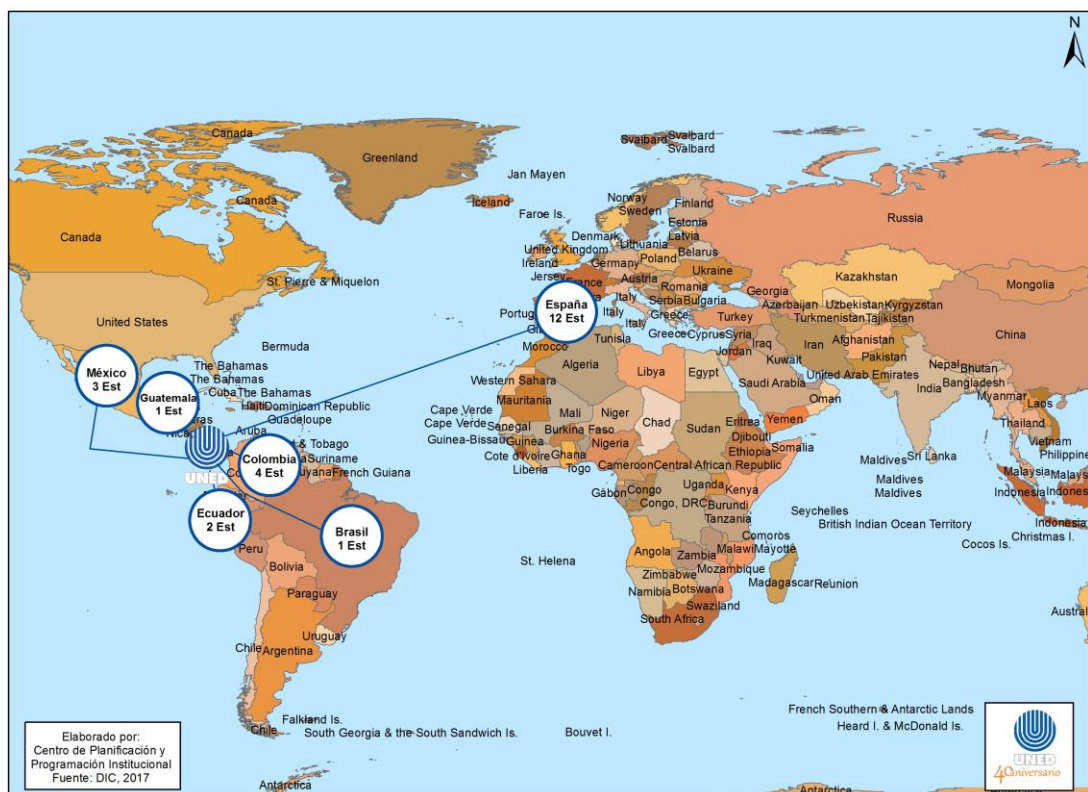 N
Canada
Svalbard
Svalbard
Svalbard
Greenland
Jan Mayen
Canada
Iceland
Norway
Finland
Sweden
Faroe Is.
Estonia
Russia
Canada
Denmark
Latvia
Lithuania
United Kingdom
Belarus
Ireland
Germany
Poland
Jersey
Austria
Ukraine
Kazakhstan
Mongolia
St. Pierre & Miquelon
Romania
Georgia
Italy
Serbia
Bulgaria
Azerbaijan
Uzbekistan
Kyrgyzstan
España
12 Est
United States
Italy
Greece
Turkey
Turkmenistan
Tajikistan
Italy
China
Greece
Cyprus
Syria
Bermuda
Tunisia
Morocco
Iraq
Iran
Afghanistan
Jordan
Kuwait
Pakistan
México
3 Est
The Bahamas
The Bahamas
The Bahamas
Algeria
Libya
Egypt
United Arab Emirates
Nepal
Bhutan
Bangladesh
India
Saudi Arabia
Western Sahara
Guatemala
1 Est
Cuba
Myanmar
Laos
Oman
Haiti
Dominican Republic
Mauritania
Guadeloupe
Cape Verde
Cape Verde
Mali
Niger
Chad
Sudan
Eritrea
Yemen
Thailand
Aruba
Senegal
Burkina Faso
Djibouti
Guinea-Bissau
Guinea
Nigeria
Ethiopia
Somalia
Vietnam
& Tobago
Cote d'Ivoire
Ghana
Liberia
Togo
Cameroon
Central African Republic
Maldives
Sri Lanka
Colombia
4 Est
Suriname
French Guiana
UNED
Malaysia
Maldives
Maldives
Uganda
Kenya
Gabon
Congo
Congo, DRC
Burundi
Indonesia
Tanzania
Seychelles
Ecuador
2 Est
Brasil
1 Est
British Indian Ocean Territory
Indonesia
Christmas I.
Cocos Is.
Comoros
Peru
Angola
Zambia
Malawi
Mayotte
St. Helena
Bolivia
Mozambique
Zimbabwe
Madagascar
Reunion
Paraguay
Namibia
Botswana
Swaziland
Uruguay
South Africa
Chile
Argentina
French Southern & Antarctic Lands
Falkland Is.
South Georgia & the South Sandwich Is.
Bouvet I.
Heard I. & McDonald Is.
Chile
Elaborado por:
Centro de Planificación y
Programación Institucional
Fuente: DIC, 2017
UNED
40 aniversario
Antarctica
Antarctica